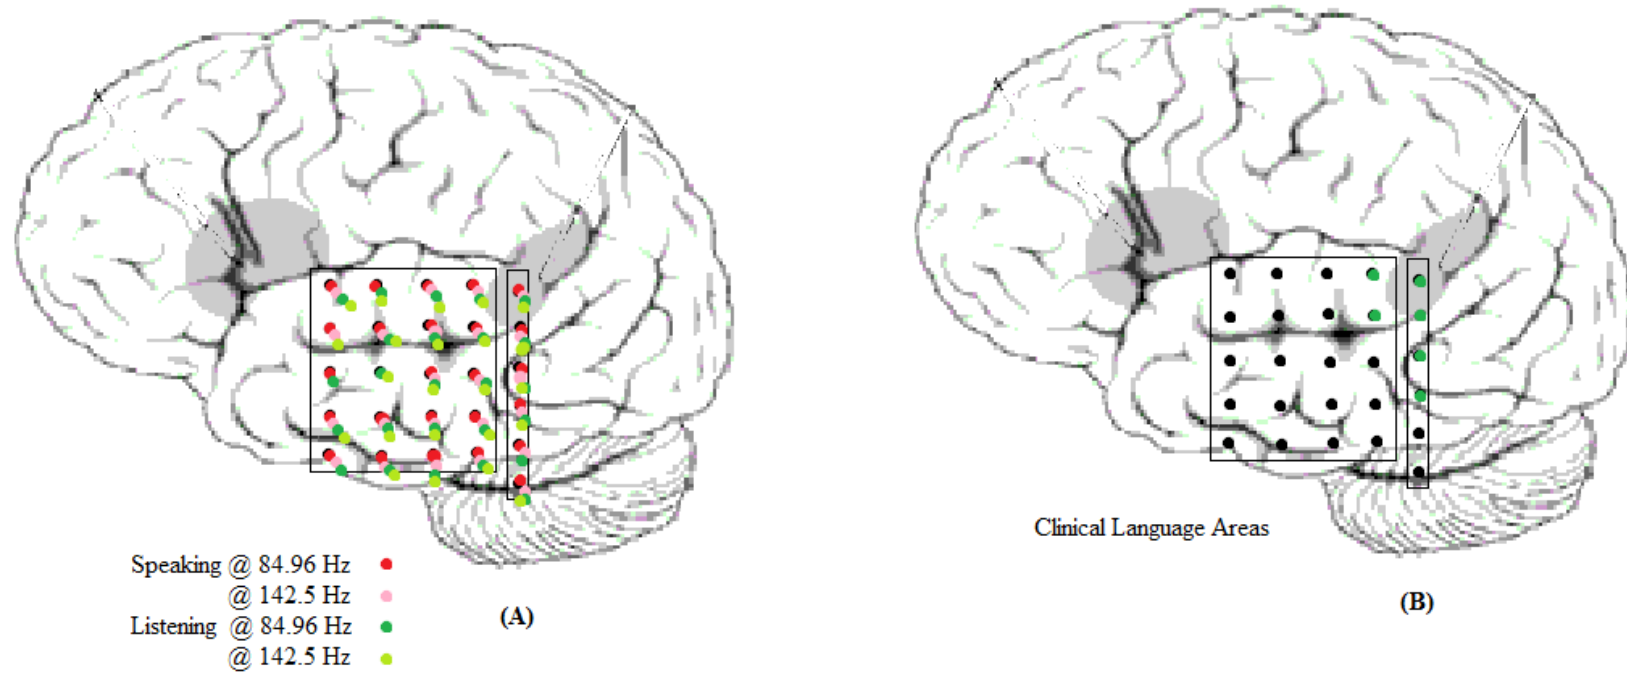 Speaking @ 84.96 Hz
@ 142.5 Hz
Listening @ 84.96 Hz
@ 142.5 Hz
(A)
Clinical Language Areas
(B)